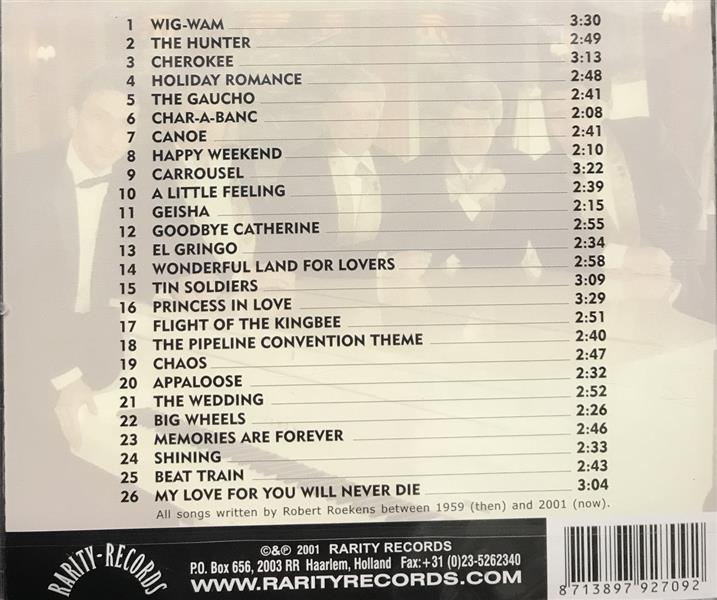 1 WIG-WAM 3:30
2 THE HUNTER 2:49
3 CHEROKEE 3:13
4 HOLIDAY ROMANCE 2:48
5 THE GAUCHO 2:41
6 CHAR-A-BANC 2:08
7 CANOE 2:41
8 HAPPY WEEKEND 2:10
9 CARROUSEL 3:22
10 A LITTLE FEELING 2:39
11 GEISHA 2:15
12 GOODBYE CATHERINE 2:55
13 EL GRINGO 2:34
14 WONDERFUL LAND FOR LOVERS 2:58
15 TIN SOLDIERS 3:09
16 PRINCESS IN LOVE 3:29
17 FLIGHT OF THE KINGBEE 2:51
18 THE PIPELINE CONVENTION THEME 2:40
19 CHAOS 2:47
20 APPALOOSE 2:32
21 THE WEDDING 2:52
22 BIG WHEELS 2:26
23 MEMORIES ARE FOREVER 2:46
24 SHINING 2:33
25 BEAT TRAIN 2:43
26 MY LOVE FOR YOU WILL NEVER DIE 3:04
All songs written by Robert Roekens between 1959 (then) and 2001 (now).
RARITY-RECORDS
©&℗ 2001 RARITY RECORDS
P.O. Box 656, 2003 RR Haarlem, Holland Fax:+31 (0)23-5262340
WWW.RARITYRECORDS.COM
8 713897 927092